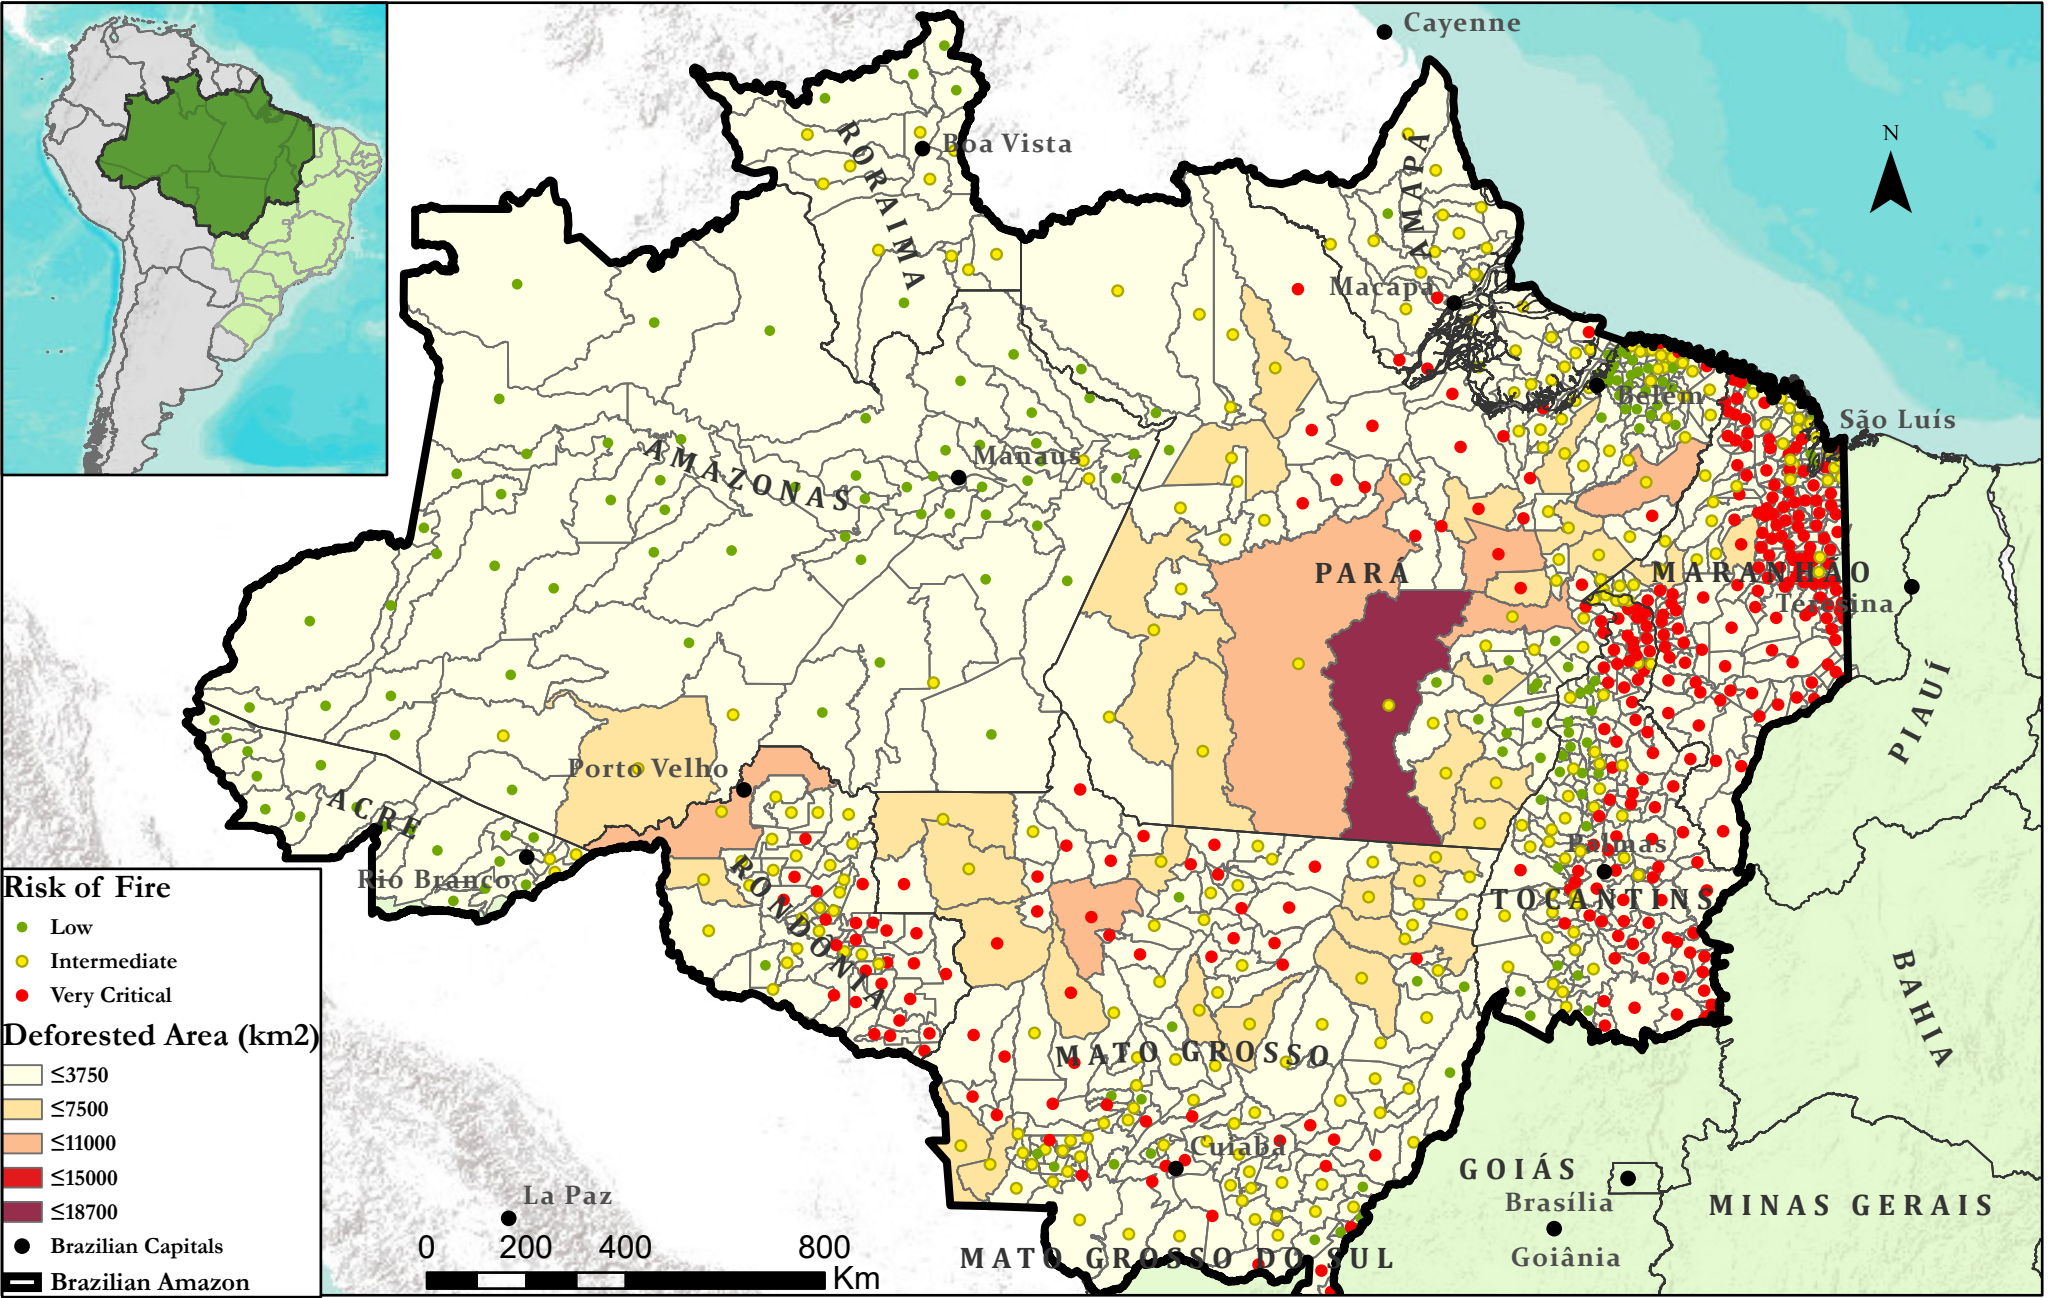 Cayenne
N
RORAIMA
Boa Vista
AMAPÁ
Macapá
Belém
São Luís
AMAZONAS
Manaus
PARÁ
MARANHÃO
Teresina
PIAUÍ
Porto Velho
ACRE
Rio Branco
RONDÔNIA
Palmas
TOCANTINS
BAHIA
MATO GROSSO
Cuiabá
GOIÁS
Brasília
MINAS GERAIS
Goiânia
MATO GROSSO DO SUL
La Paz
Risk of Fire
Low
Intermediate
Very Critical
Deforested Area (km2)
≤3750
≤7500
≤11000
≤15000
≤18700
Brazilian Capitals
Brazilian Amazon
0 200 400 800
Km